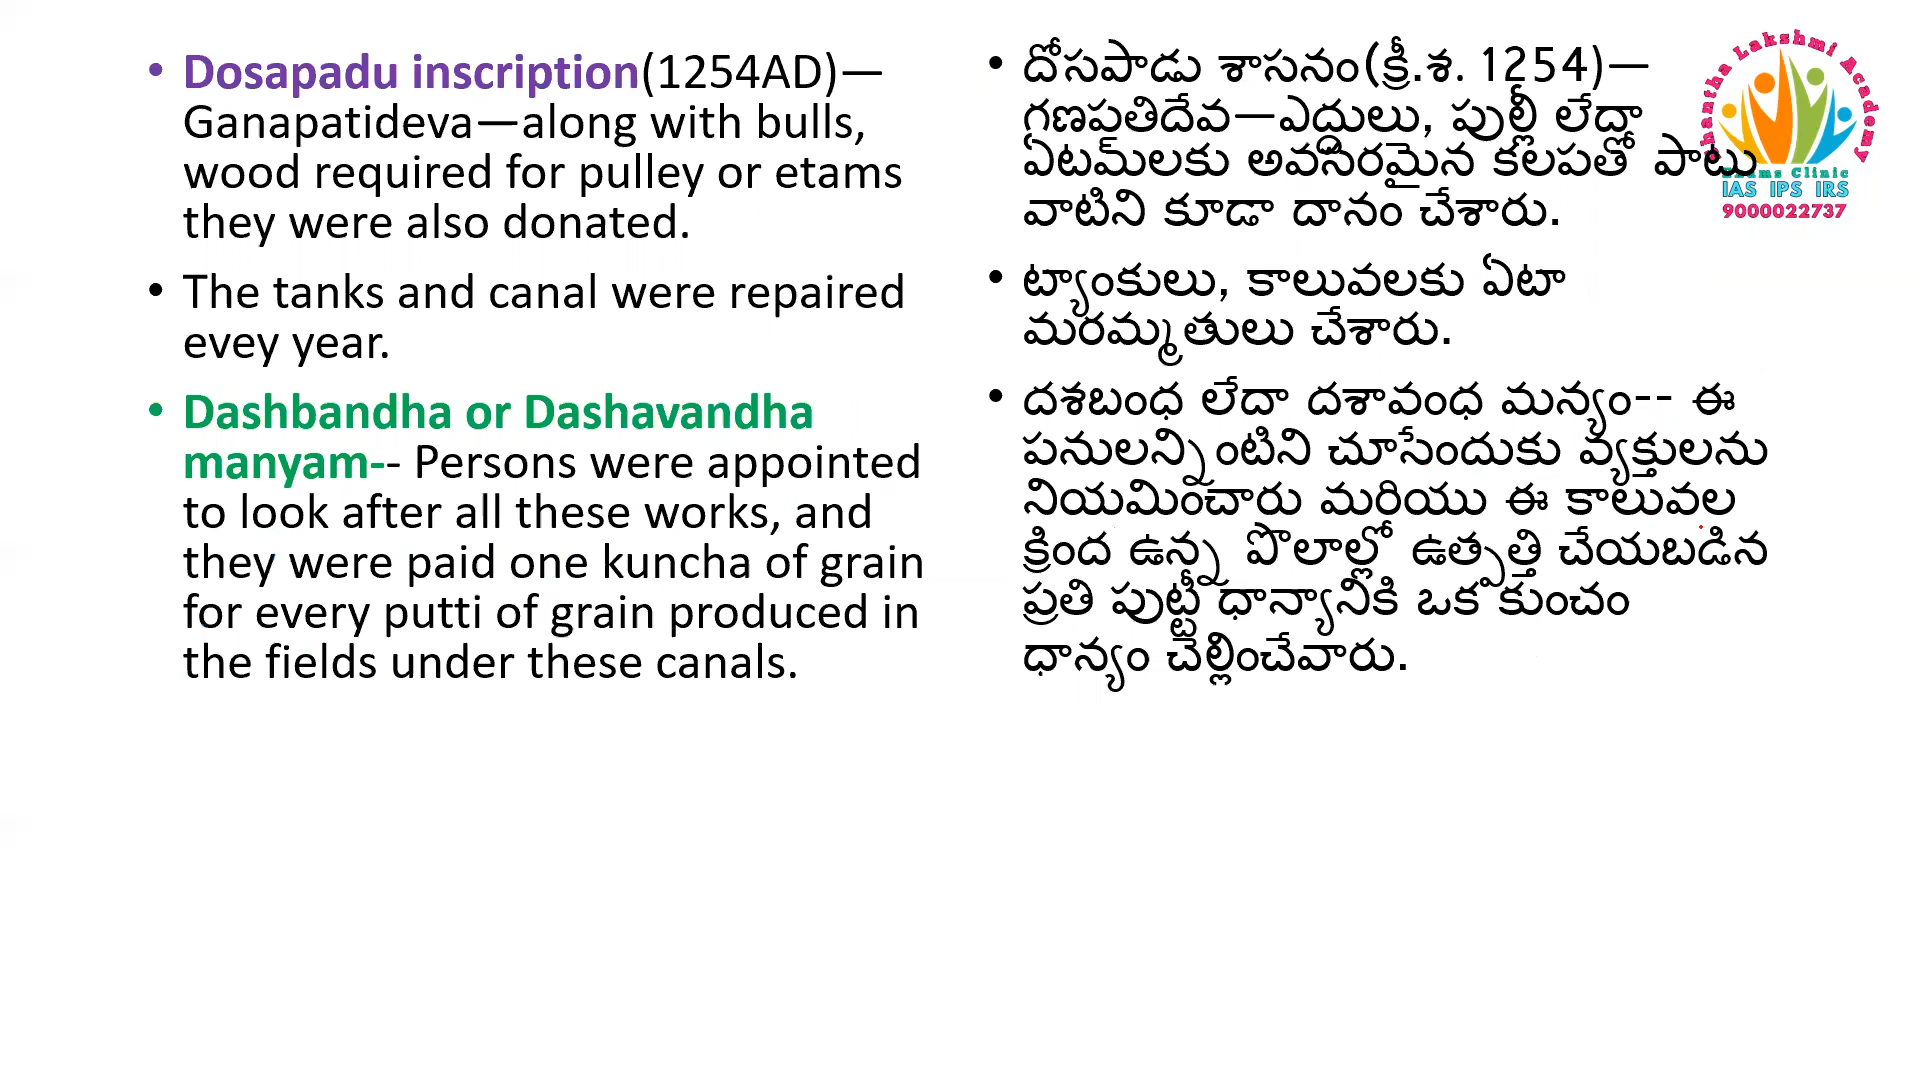 • Dosapadu inscription(1254AD)—
Ganapatideva—along with bulls,
wood required for pulley or etams
they were also donated.
• The tanks and canal were repaired
evey year.
• Dashbandha or Dashavandha
manyam-- Persons were appointed
to look after all these works, and
they were paid one kuncha of grain
for every putti of grain produced in
the fields under these canals.
• దోసపాడు శాసనం(క్రీ.శ. 1254)—
గణపతిదేవ—ఎద్దులు, పుల్లీ లేదా
ఏటమ్‌లకు అవసరమైన కలపతో పాటు
వాటిని కూడా దానం చేశారు.
• ట్యాంకులు, కాలువలకు ఏటా
మరమ్మతులు చేశారు.
• దశబంధ లేదా దశావంధ మన్యం-- ఈ
పనులన్నింటిని చూసేందుకు వ్యక్తులను
నియమించారు మరియు ఈ కాలువల
క్రింద ఉన్న పొలాల్లో ఉత్పత్తి చేయబడిన
ప్రతి పుట్టీ ధాన్యానికి ఒక కుంచం
ధాన్యం చెల్లించేవారు.
Lakshmi Academy
IAS IPS IRS
9000022737